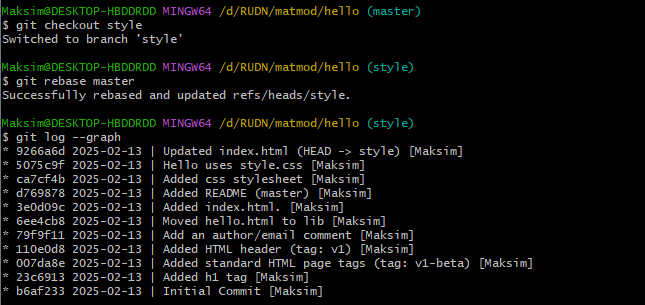 Maksim@DESKTOP-HBDDRDD MINGW64 /d/RUDN/matmod/hello (master)
$ git checkout style
Switched to branch 'style'
Maksim@DESKTOP-HBDDRDD MINGW64 /d/RUDN/matmod/hello (style)
$ git rebase master
Successfully rebased and updated refs/heads/style.
Maksim@DESKTOP-HBDDRDD MINGW64 /d/RUDN/matmod/hello (style)
$ git log --graph
* 9266a6d 2025-02-13 | Updated index.html (HEAD -> style) [Maksim]
* 5075c9f 2025-02-13 | Hello uses style.css [Maksim]
* ca7cf4b 2025-02-13 | Added css stylesheet [Maksim]
* d769878 2025-02-13 | Added README (master) [Maksim]
* 3e0d09c 2025-02-13 | Added index.html. [Maksim]
* 6ee4cb8 2025-02-13 | Moved hello.html to lib [Maksim]
* 79f9f11 2025-02-13 | Add an author/email comment [Maksim]
* 110e0d8 2025-02-13 | Added HTML header (tag: v1) [Maksim]
* 007da8e 2025-02-13 | Added standard HTML page tags (tag: v1-beta) [Maksim]
* 23c6913 2025-02-13 | Added h1 tag [Maksim]
* b6af233 2025-02-13 | Initial Commit [Maksim]